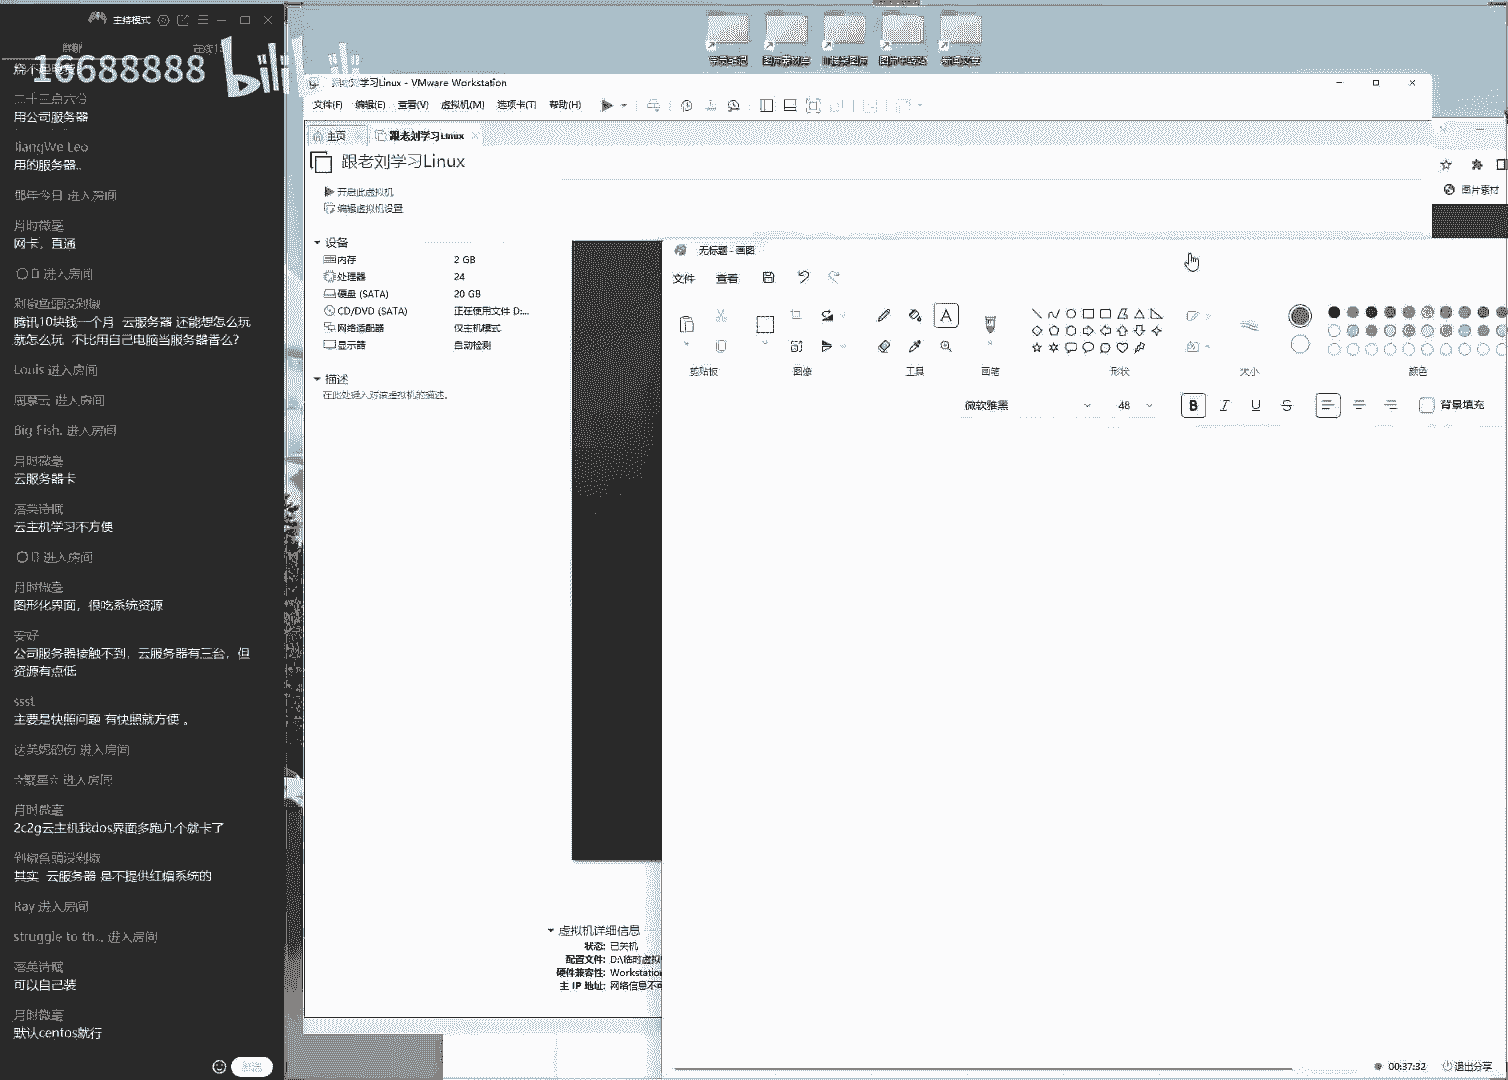 主持模式
16688888
bilibili
用公司服务器
JiangWe Leo
用的服务器..
那年今日 进入房间
月时微毫
网卡，直通
进入房间
剁椒鱼头没剁椒
腾讯10块钱一个月 云服务器 还能想怎么玩
就怎么玩 不比用自己电脑当服务器香么？
Louis 进入房间
进入房间
Big Fish. 进入房间
月时微毫
云服务器卡
落英诗赋
云主机学习不方便
进入房间
月时微毫
图形化界面，很吃系统资源
安好
公司服务器接触不到，云服务器有三台，但
资源有点低
ssst
主要是快照问题 有快照就方便 。
进入房间
进入房间
月时微毫
2c2g云主机我dos界面多跑几个就卡了
剁椒鱼头没剁椒
其实 云服务器 是不提供红帽系统的
Ray 进入房间
struggle to th... 进入房间
落英诗赋
可以自己装
月时微毫
默认centos就行
跟老刘学习Linux - VMware Workstation
文件(F) 编辑(E) 查看(V) 虚拟机(M) 选项卡(T) 帮助(H)
主页 跟老刘学习Linux
跟老刘学习Linux
开启此虚拟机
编辑虚拟机设置
设备
内存 2 GB
处理器 24
硬盘 (SATA) 20 GB
CD/DVD (SATA) 正在使用文件 D:...
网络适配器 仅主机模式
显示器 自动检测
描述
在此处键入对该虚拟机的描述。
虚拟机详细信息
状态: 已关机
配置文件: D:\临时虚拟
硬件兼容性: Workstation
主 IP 地址: 网络信息不可
图片素材
无标题 - 画图
文件 查看
剪贴板 图像 工具 画笔 形状 大小 颜色
微软雅黑 48 B I U S 背景填充
00:37:32 退出分享